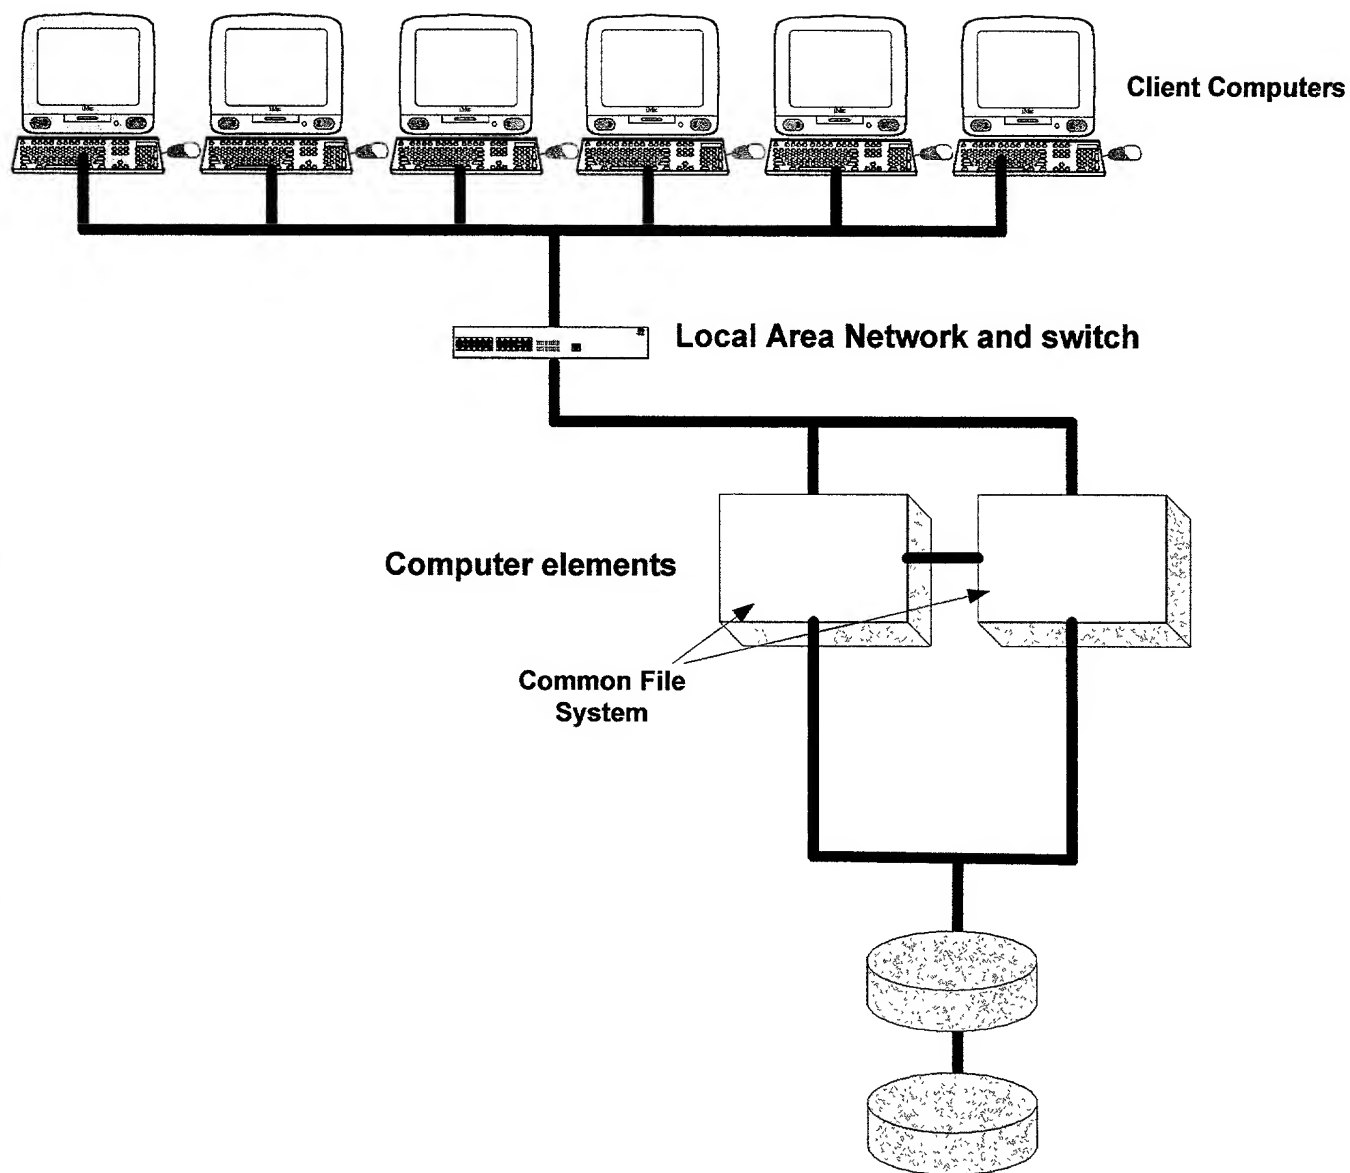 Client Computers
Local Area Network and switch
Computer elements
Common File
System